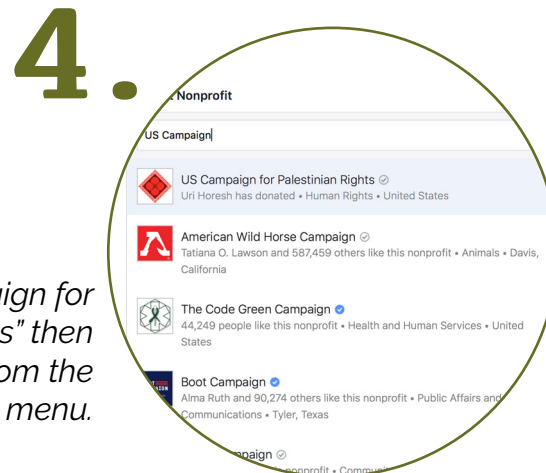 4.
Nonprofit
US Campaign
US Campaign for Palestinian Rights
Uri Horesh has donated • Human Rights • United States
American Wild Horse Campaign
Tatiana O. Lawson and 587,459 others like this nonprofit • Animals • Davis,
California
The Code Green Campaign
44,249 people like this nonprofit • Health and Human Services • United
States
Boot Campaign
Alma Ruth and 90,274 others like this nonprofit • Public Affairs and
Communications • Tyler, Texas
nonprofit
for
then
from the
menu.